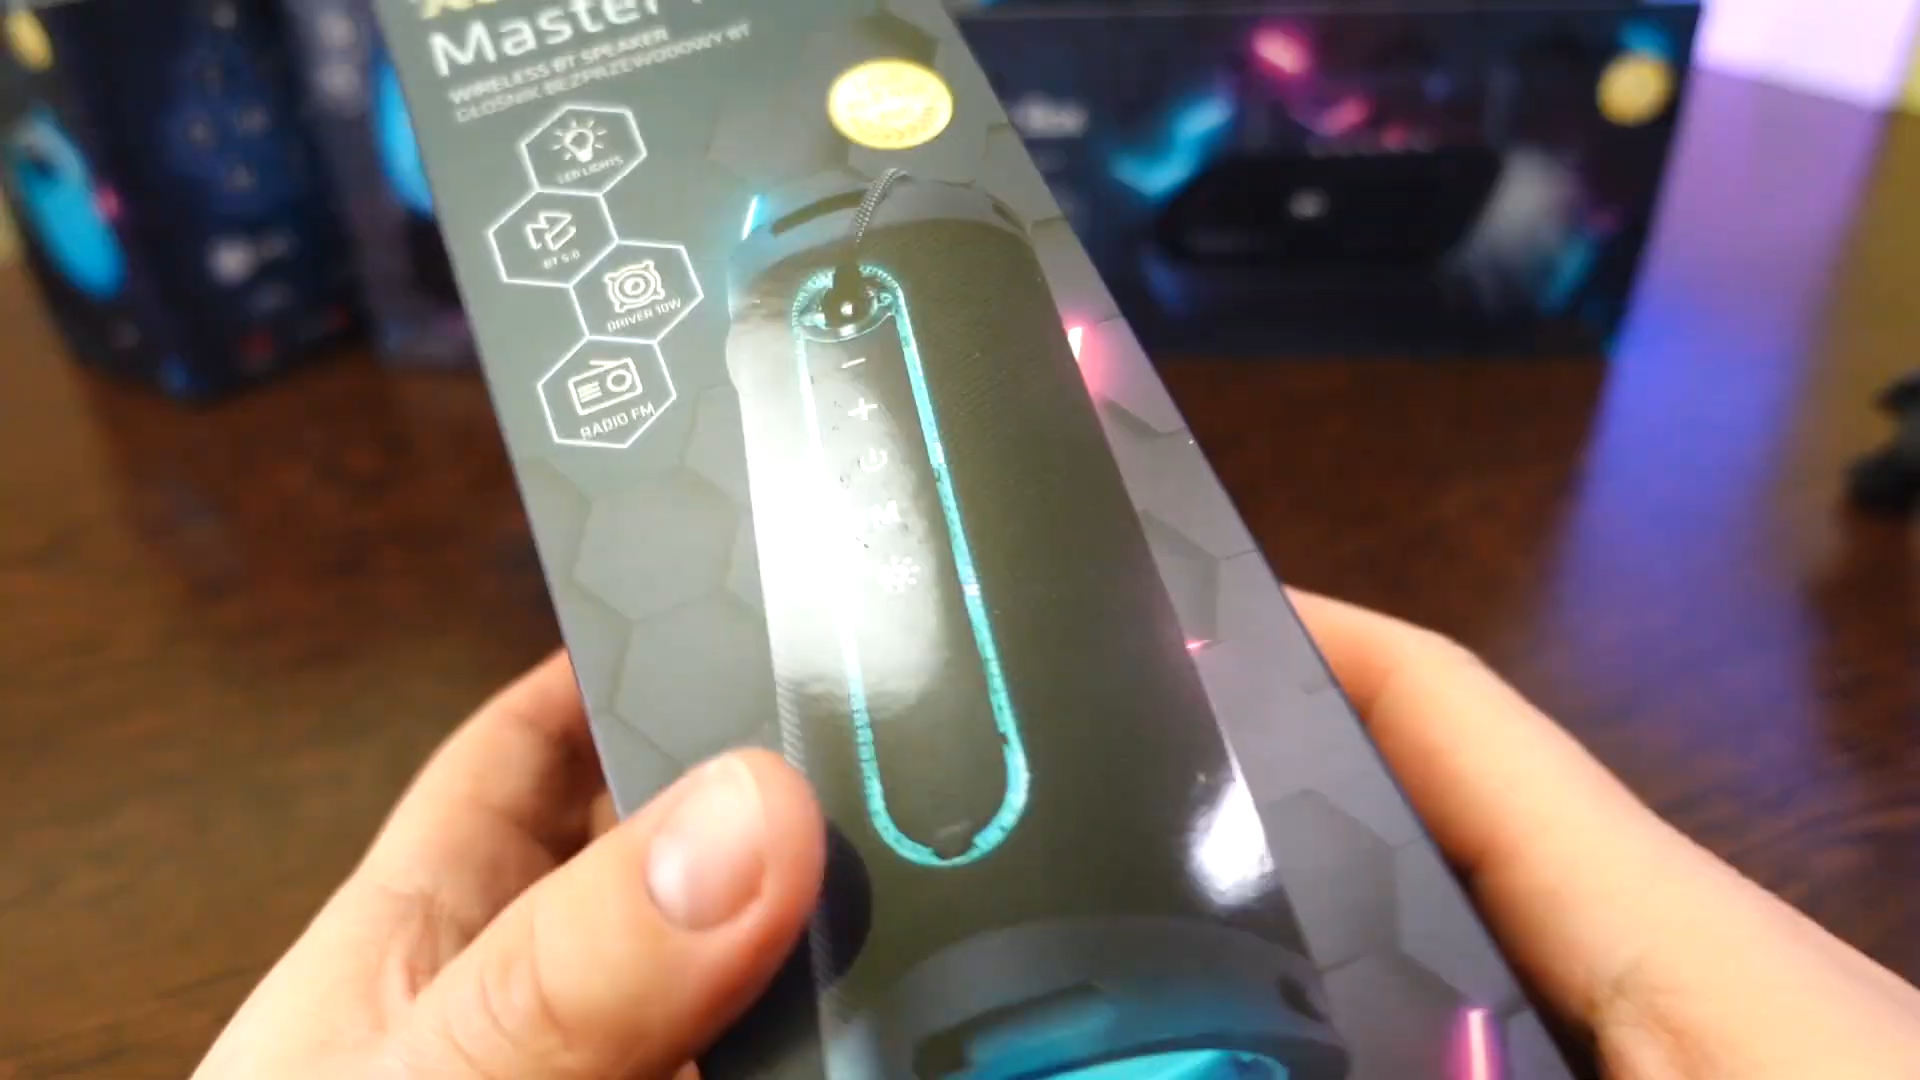 Master
WIRELESS BT SPEAKER
GŁOŚNIK BEZPRZEWODOWY BT
LED LIGHTS
BT 5.0
DRIVER 10W
RADIO FM
M